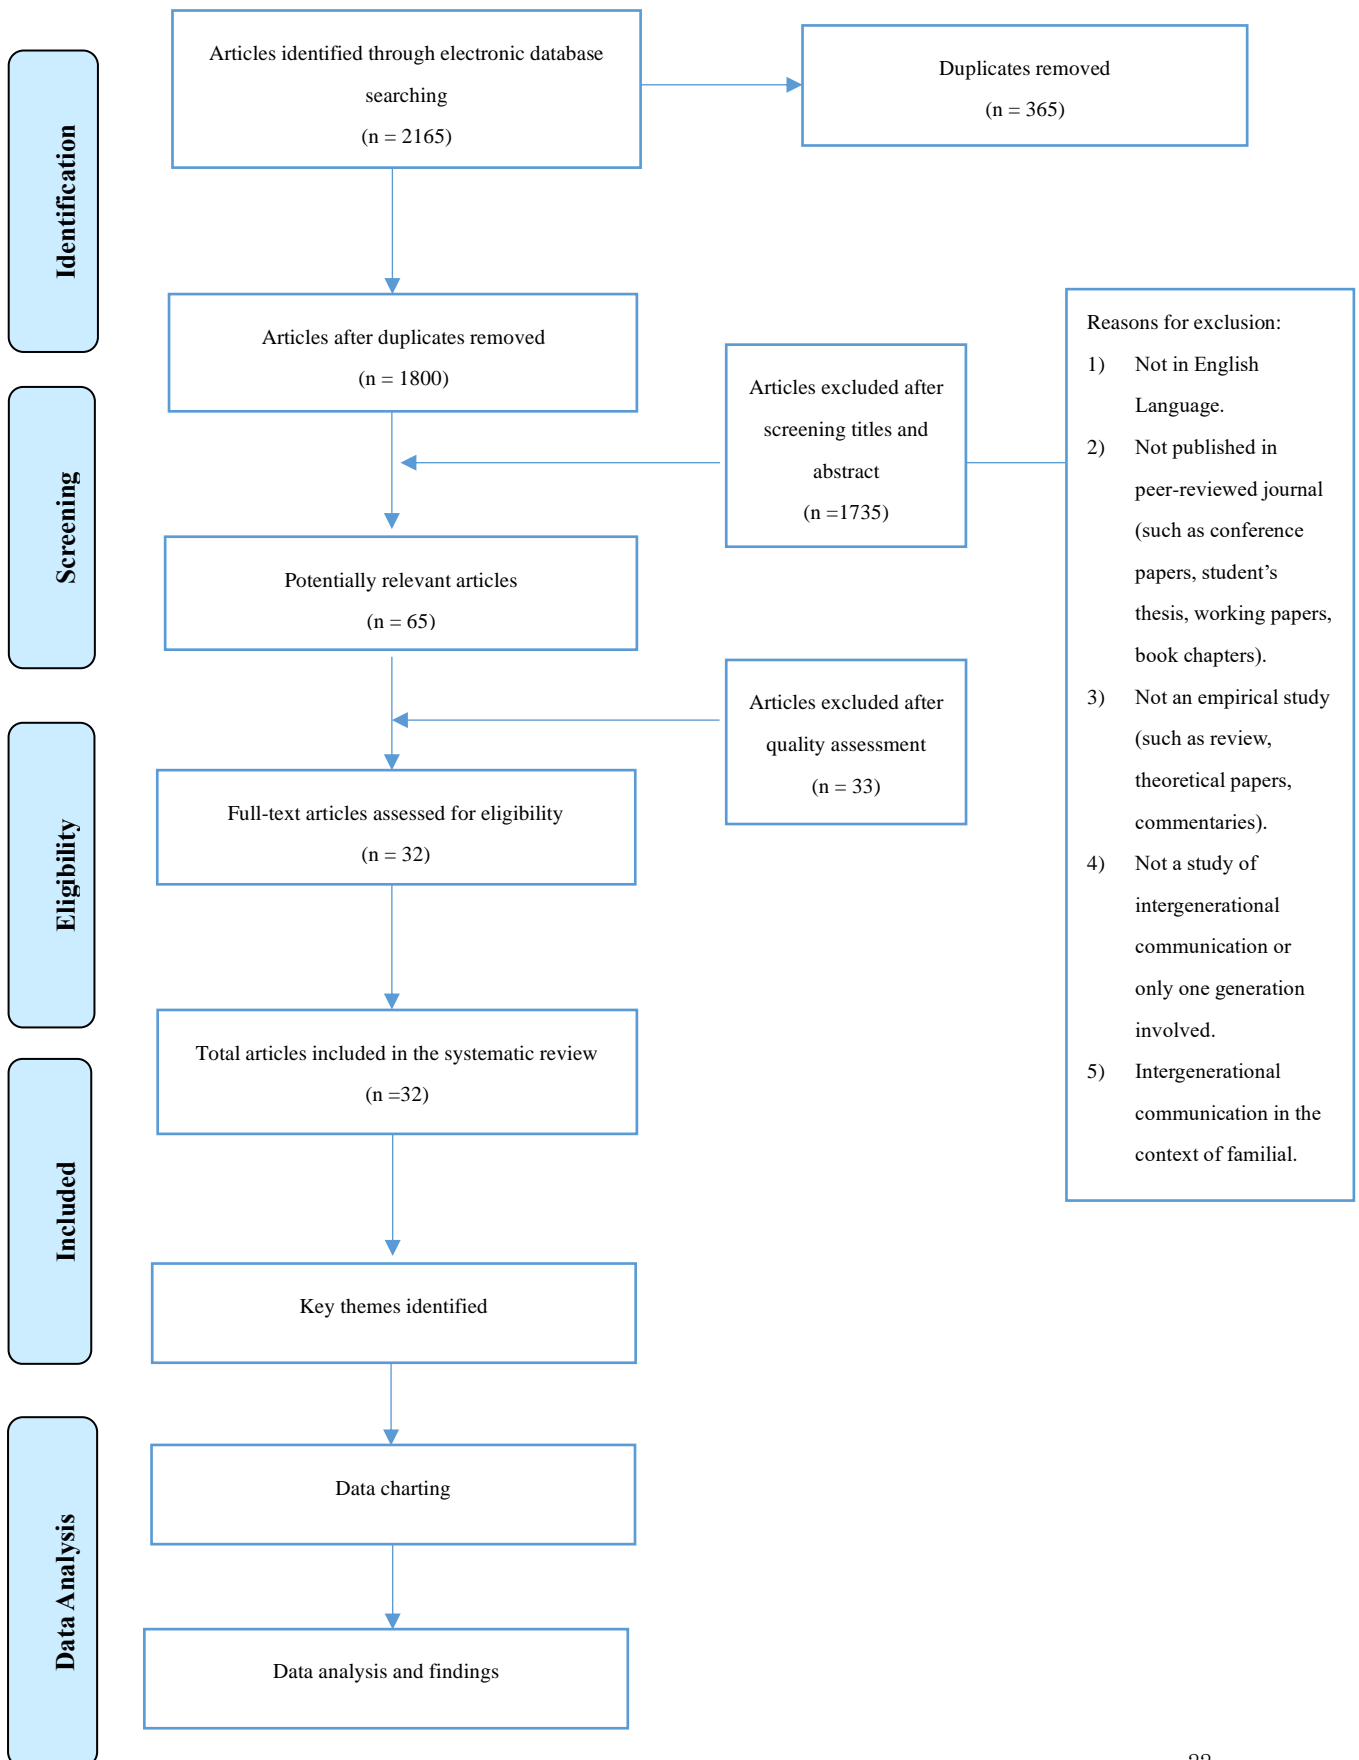 Identification
Articles identified through electronic database
searching
(n = 2165)
Duplicates removed
(n = 365)
Articles after duplicates removed
(n = 1800)
Screening
Articles excluded after
screening titles and
abstract
(n =1735)
Reasons for exclusion:
1) Not in English
Language.
2) Not published in
peer-reviewed journal
(such as conference
papers, student’s
thesis, working papers,
book chapters).
3) Not an empirical study
(such as review,
theoretical papers,
commentaries).
4) Not a study of
intergenerational
communication or
only one generation
involved.
5) Intergenerational
communication in the
context of familial.
Potentially relevant articles
(n = 65)
Articles excluded after
quality assessment
(n = 33)
Eligibility
Full-text articles assessed for eligibility
(n = 32)
Total articles included in the systematic review
(n =32)
Included
Key themes identified
Data Analysis
Data charting
Data analysis and findings